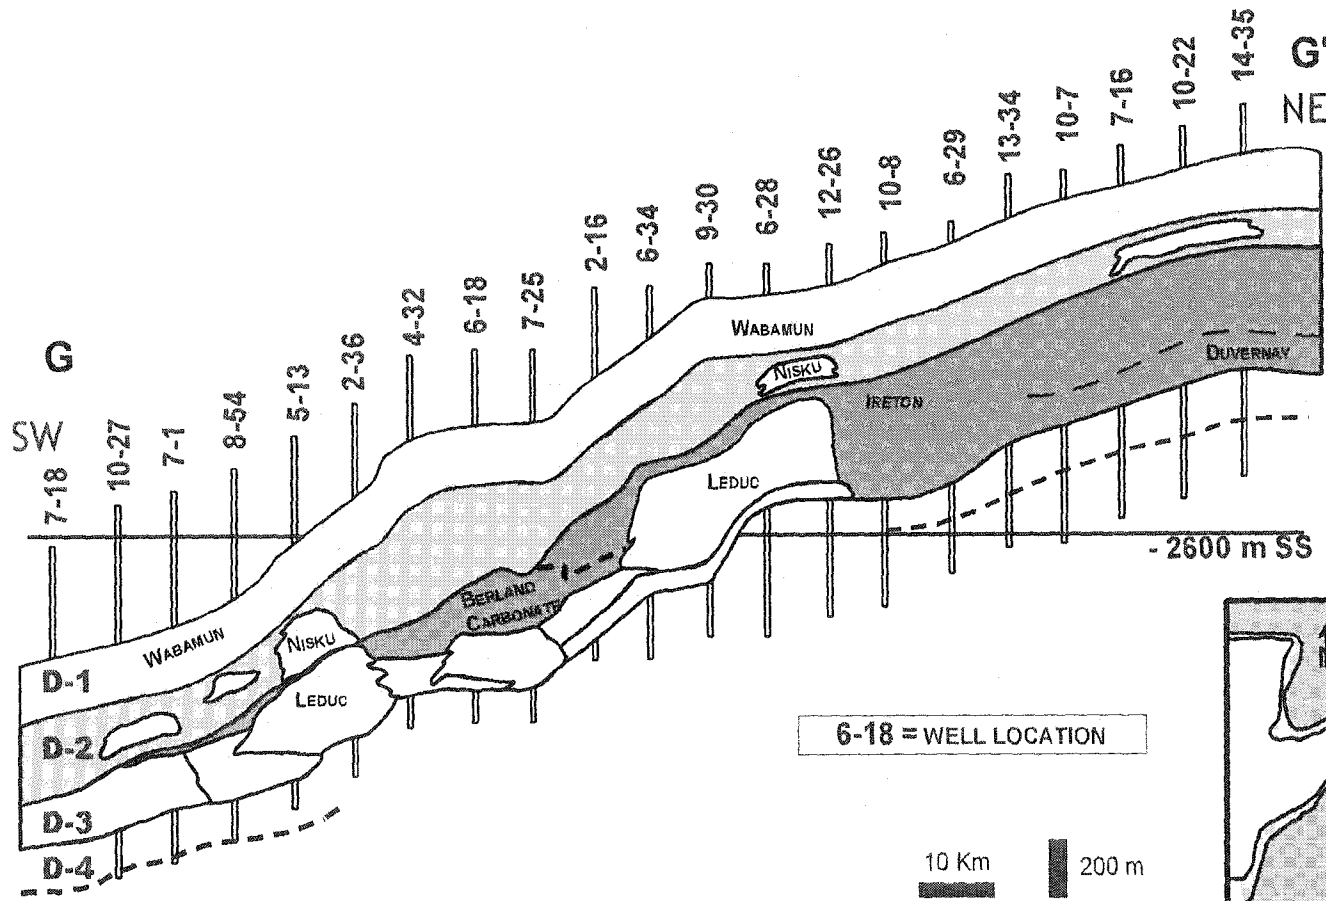 G
SW
7-18
10-27
7-1
8-54
5-13
2-36
4-32
6-18
7-25
2-16
6-34
9-30
6-28
12-26
10-8
6-29
13-34
10-7
7-16
10-22
14-35
G'
NE
WABAMUN
NISKU
IRETON
DUVERNAY
LEDUC
- 2600 m SS
BERLAND
CARBONATE
WABAMUN
NISKU
LEDUC
D-1
D-2
D-3
D-4
6-18 = WELL LOCATION
10 Km
200 m